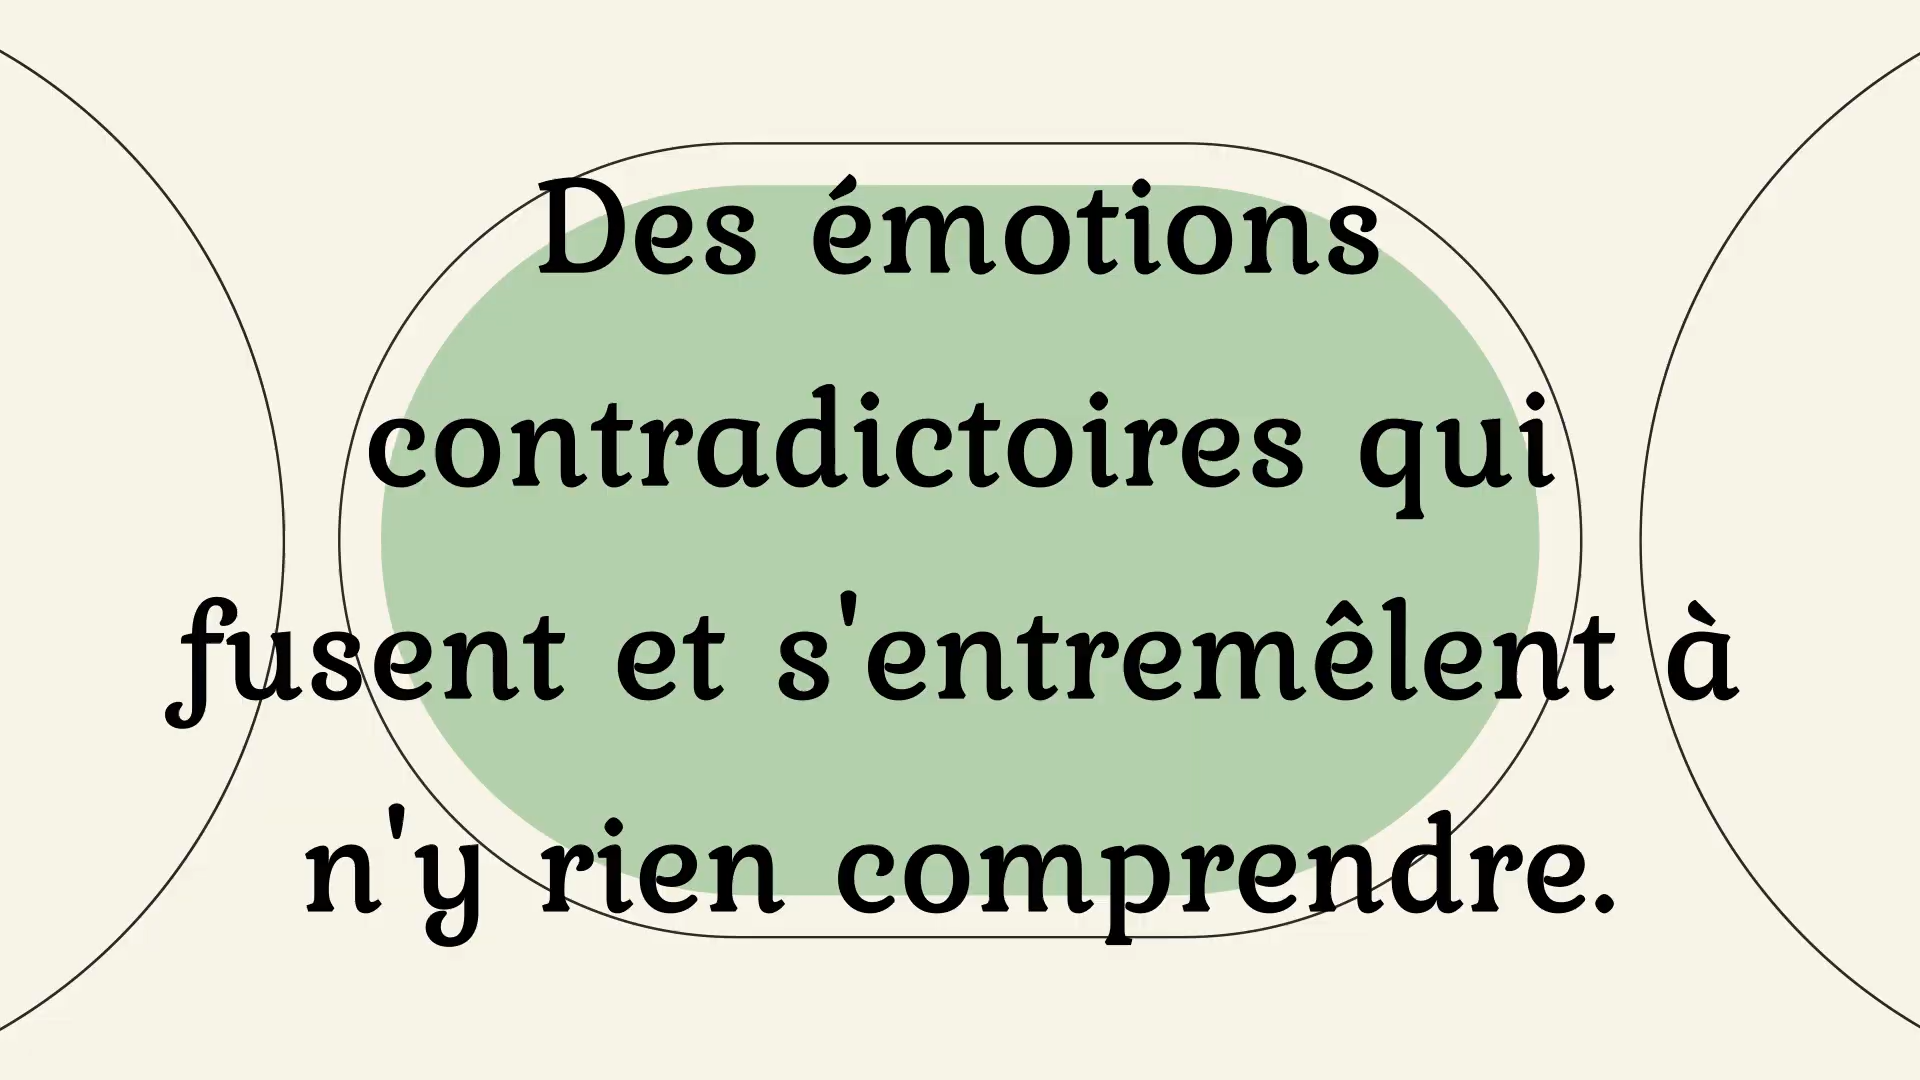 Des émotions
contradictoires qui
fusent et s'entremêlent à
n'y rien comprendre.